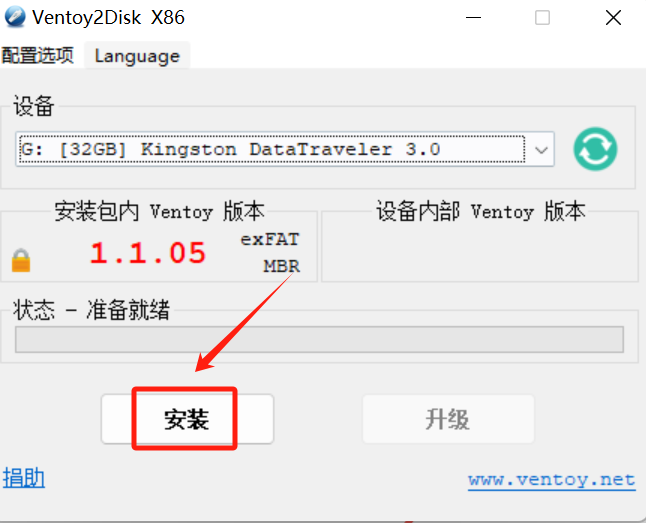 Ventoy2Disk X86
配置选项 Language
设备
G: [32GB] Kingston DataTraveler 3.0
安装包内 Ventoy 版本
设备内部 Ventoy 版本
1.1.05
exFAT
MBR
状态 - 准备就绪
安装
升级
捐助
www.ventoy.net